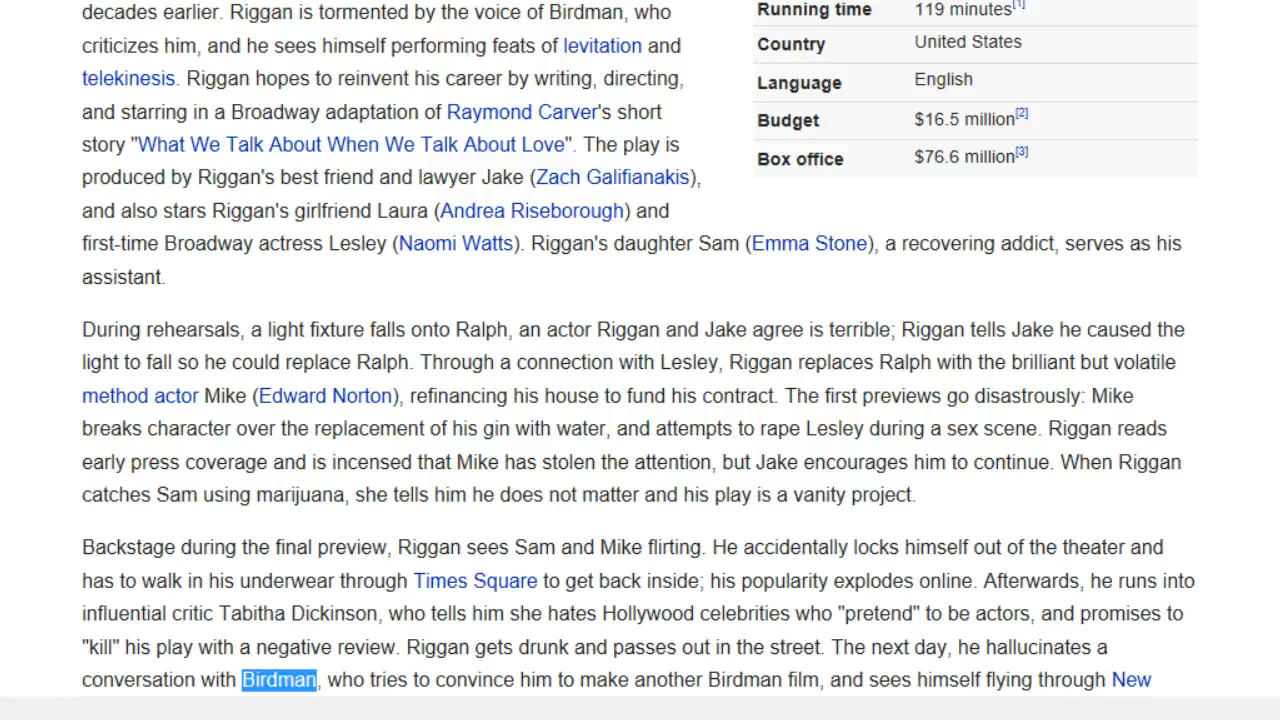 decades earlier. Riggan is tormented by the voice of Birdman, who
criticizes him, and he sees himself performing feats of levitation and
telekinesis. Riggan hopes to reinvent his career by writing, directing,
and starring in a Broadway adaptation of Raymond Carver's short
story "What We Talk About When We Talk About Love". The play is
produced by Riggan's best friend and lawyer Jake (Zach Galifianakis),
and also stars Riggan's girlfriend Laura (Andrea Riseborough) and
first-time Broadway actress Lesley (Naomi Watts). Riggan's daughter Sam (Emma Stone), a recovering addict, serves as his
assistant.
During rehearsals, a light fixture falls onto Ralph, an actor Riggan and Jake agree is terrible; Riggan tells Jake he caused the
light to fall so he could replace Ralph. Through a connection with Lesley, Riggan replaces Ralph with the brilliant but volatile
method actor Mike (Edward Norton), refinancing his house to fund his contract. The first previews go disastrously: Mike
breaks character over the replacement of his gin with water, and attempts to rape Lesley during a sex scene. Riggan reads
early press coverage and is incensed that Mike has stolen the attention, but Jake encourages him to continue. When Riggan
catches Sam using marijuana, she tells him he does not matter and his play is a vanity project.
Backstage during the final preview, Riggan sees Sam and Mike flirting. He accidentally locks himself out of the theater and
has to walk in his underwear through Times Square to get back inside; his popularity explodes online. Afterwards, he runs into
influential critic Tabitha Dickinson, who tells him she hates Hollywood celebrities who "pretend" to be actors, and promises to
"kill" his play with a negative review. Riggan gets drunk and passes out in the street. The next day, he hallucinates a
conversation with Birdman, who tries to convince him to make another Birdman film, and sees himself flying through New
Running time 119 minutes[1]
Country United States
Language English
Budget $16.5 million[2]
Box office $76.6 million[3]